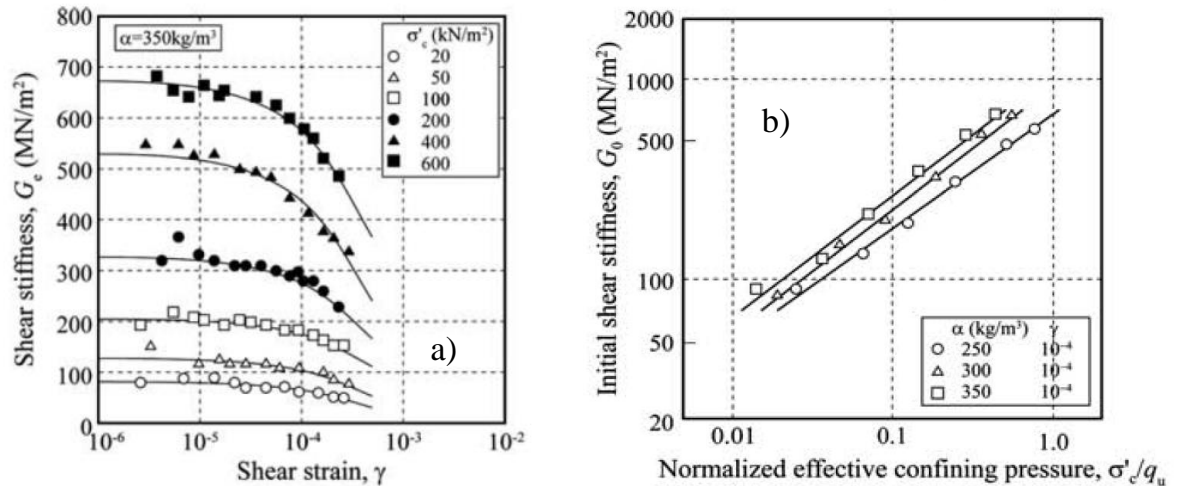 800
700
600
500
400
300
200
100
0
Shear stiffness, Gₑ (MN/m²)
α=350kg/m³
σ'c (kN/m²)
20
50
100
200
400
600
a)
10⁻⁶ 10⁻⁵ 10⁻⁴ 10⁻³ 10⁻²
Shear strain, γ
2000
1000
500
100
50
20
Initial shear stiffness, G₀ (MN/m²)
b)
α (kg/m³) γ
250 10⁻⁴
300 10⁻⁴
350 10⁻⁴
0.01 0.1 1.0
Normalized effective confining pressure, σ'c/qᵤ